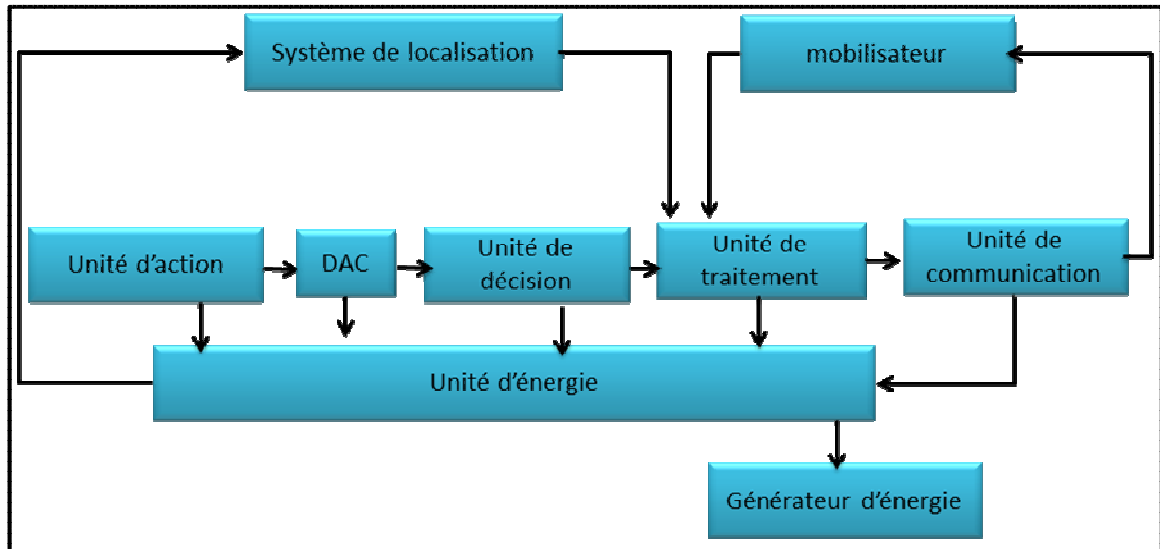 Système de localisation
mobilisateur
Unité d'action
DAC
Unité de
décision
Unité de
traitement
Unité de
communication
Unité d'énergie
Générateur d'énergie